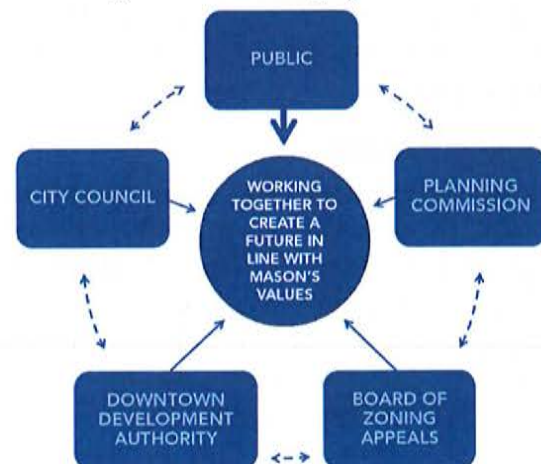 PUBLIC
CITY COUNCIL
WORKING
TOGETHER TO
CREATE A
FUTURE IN
LINE WITH
MASON'S
VALUES
PLANNING
COMMISSION
DOWNTOWN
DEVELOPMENT
AUTHORITY
BOARD OF
ZONING
APPEALS